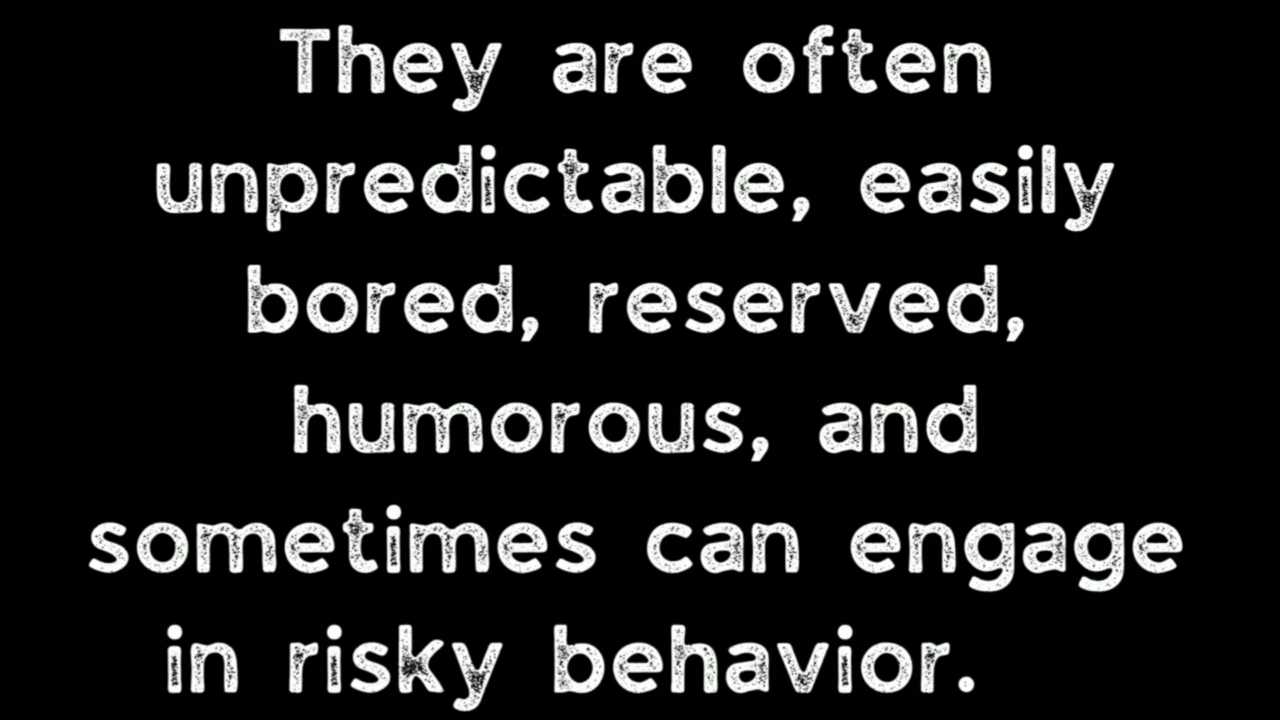 They are often
unpredictable, easily
bored, reserved,
humorous, and
sometimes can engage
in risky behavior.